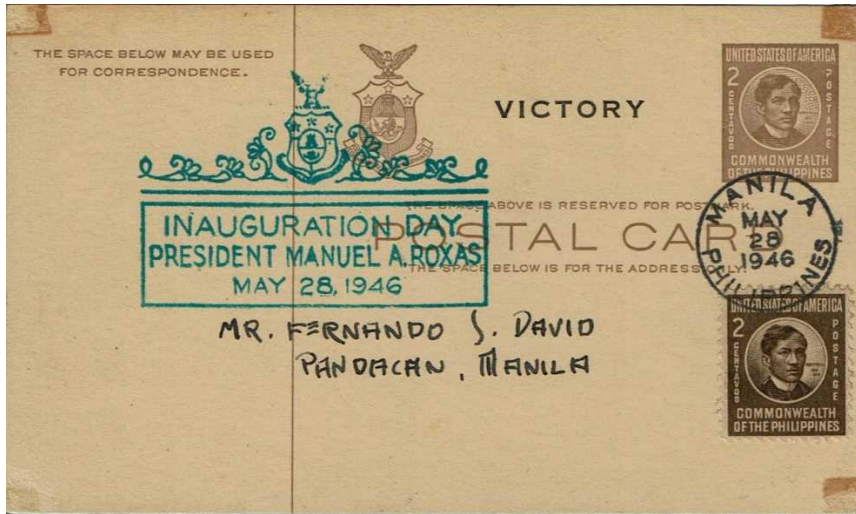 THE SPACE BELOW MAY BE USED
FOR CORRESPONDENCE.
VICTORY
UNITED STATES OF AMERICA
2 CENTAVOS
POSTAGE
COMMONWEALTH
OF THE PHILIPPINES
THE SPACE ABOVE IS RESERVED FOR POSTMARK.
POSTAL CARD
THE SPACE BELOW IS FOR THE ADDRESS ONLY.
INAUGURATION DAY
PRESIDENT MANUEL A. ROXAS
MAY 28, 1946
MANILA
MAY
28
1946
PHILIPPINES
MR. FERNANDO S. DAVID
PANDACAN, MANILA
UNITED STATES OF AMERICA
2 CENTAVOS
POSTAGE
COMMONWEALTH
OF THE PHILIPPINES